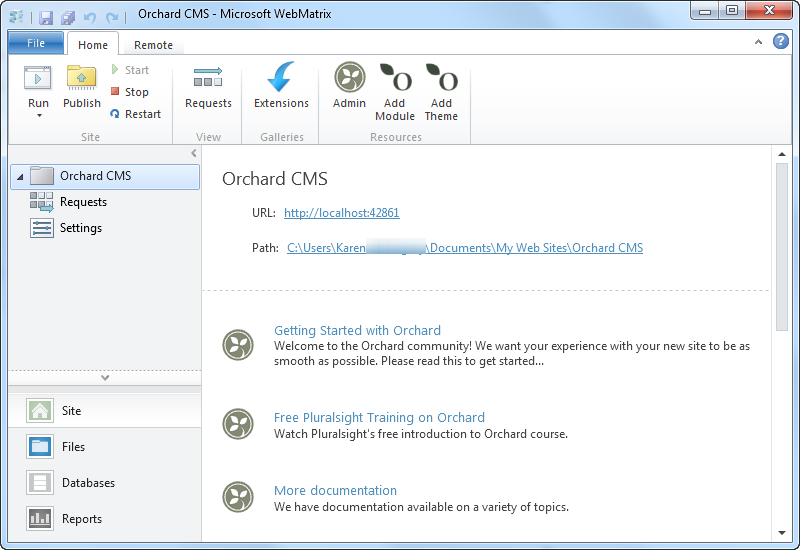 Orchard CMS - Microsoft WebMatrix
File Home Remote
Run Publish Start Stop Restart
Requests
Extensions
Admin Add Module Add Theme
Site View Galleries Resources
Orchard CMS
Requests
Settings
Site
Files
Databases
Reports
Orchard CMS
URL: http://localhost:42861
Path: C:\Users\Karen \Documents\My Web Sites\Orchard CMS
Getting Started with Orchard
Welcome to the Orchard community! We want your experience with your new site to be as
smooth as possible. Please read this to get started...
Free Pluralsight Training on Orchard
Watch Pluralsight's free introduction to Orchard course.
More documentation
We have documentation available on a variety of topics.